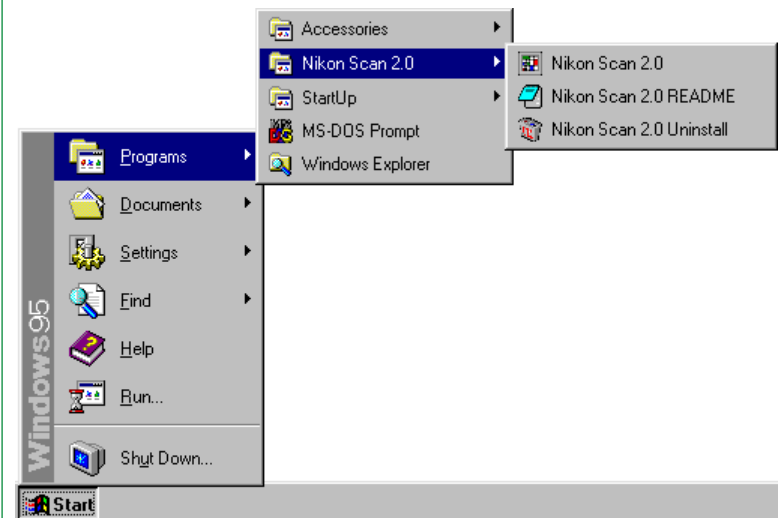 Accessories
Nikon Scan 2.0
StartUp
MS-DOS Prompt
Windows Explorer
Nikon Scan 2.0
Nikon Scan 2.0 README
Nikon Scan 2.0 Uninstall
Programs
Documents
Settings
Find
Help
Run...
Shut Down...
Windows95
Start